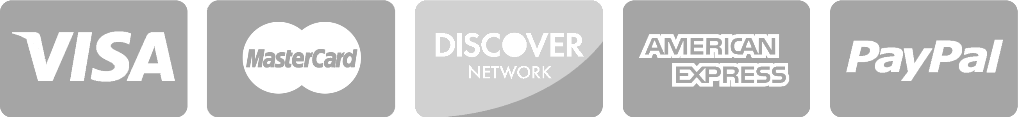 VISA
MasterCard
DISCOVER
NETWORK
AMERICAN
EXPRESS
PayPal